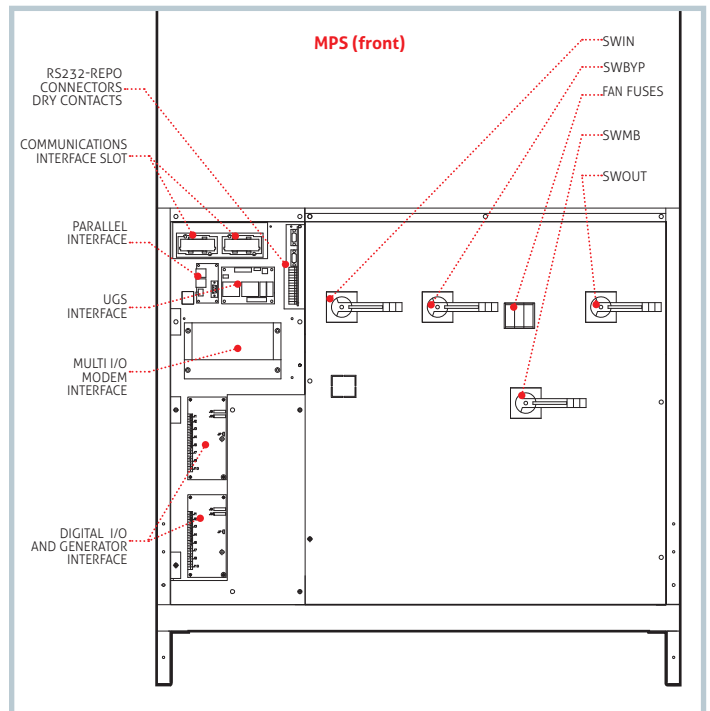 MPS (front)
RS232-REPO
CONNECTORS
DRY CONTACTS
COMMUNICATIONS
INTERFACE SLOT
PARALLEL
INTERFACE
UGS
INTERFACE
MULTI I/O
MODEM
INTERFACE
DIGITAL I/O
AND GENERATOR
INTERFACE
SWIN
SWBYP
FAN FUSES
SWMB
SWOUT